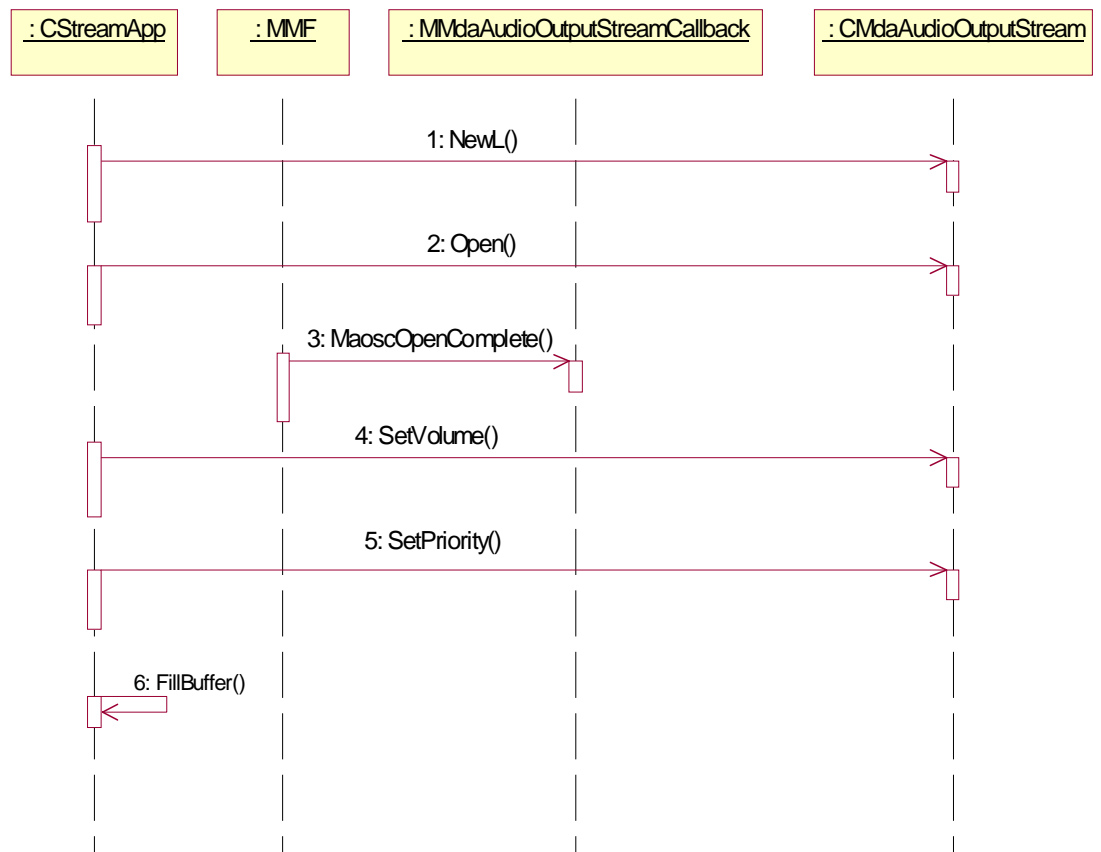 : CStreamApp
: MMF
: MMdaAudioOutputStreamCallback
: CMdaAudioOutputStream
1: NewL()
2: Open()
3: MaoscOpenComplete()
4: SetVolume()
5: SetPriority()
6: FillBuffer()